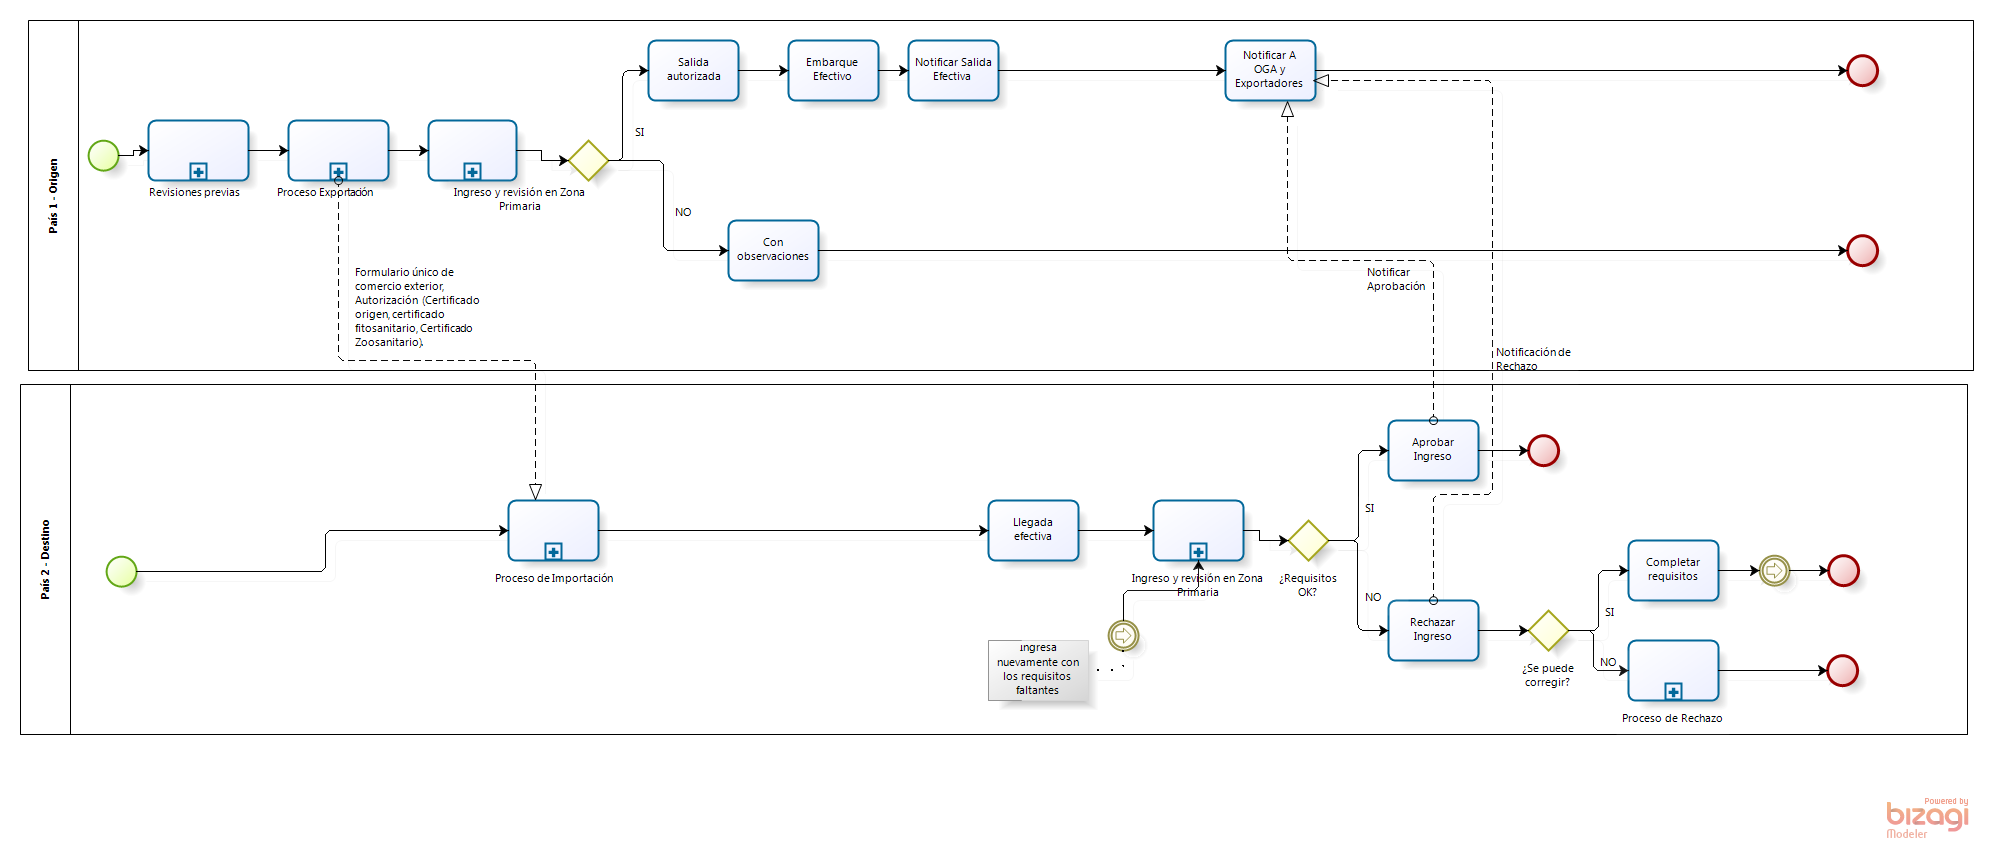 País 1 - Origen
Salida
autorizada
Embarque
Efectivo
Notificar Salida
Efectiva
Notificar A
OGA y
Exportadores
SI
Revisiones previas
Proceso Exportación
Ingreso y revisión en Zona
Primaria
NO
Con
observaciones
Formulario único de
comercio exterior,
Autorización (Certificado
origen, certificado
fitosanitario, Certificado
Zoosanitario).
Notificar
Aprobación
Notificación de
Rechazo
País 2 - Destino
Aprobar
Ingreso
SI
Llegada
efectiva
Proceso de Importación
Ingreso y revisión en Zona
Primaria
¿Requisitos
OK?
NO
Rechazar
Ingreso
Completar
requisitos
SI
NO
¿Se puede
corregir?
Ingresa
nuevamente con
los requisitos
faltantes
Proceso de Rechazo
Powered by
bizagi
Modeler